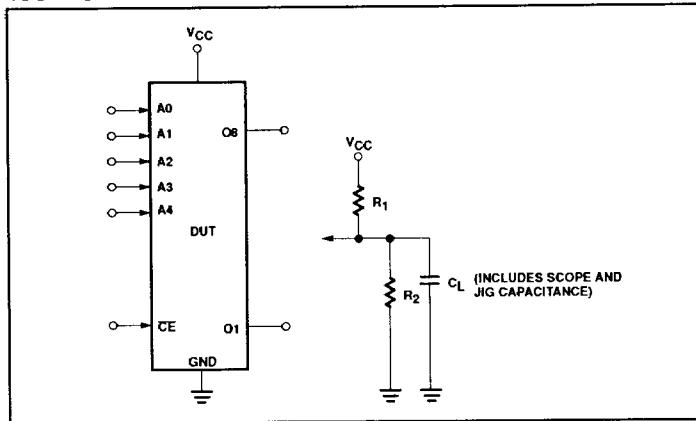 VCC
A0
A1
A2
A3
A4
O8
DUT
CE
O1
GND
VCC
R1
R2
CL (INCLUDES SCOPE AND
JIG CAPACITANCE)